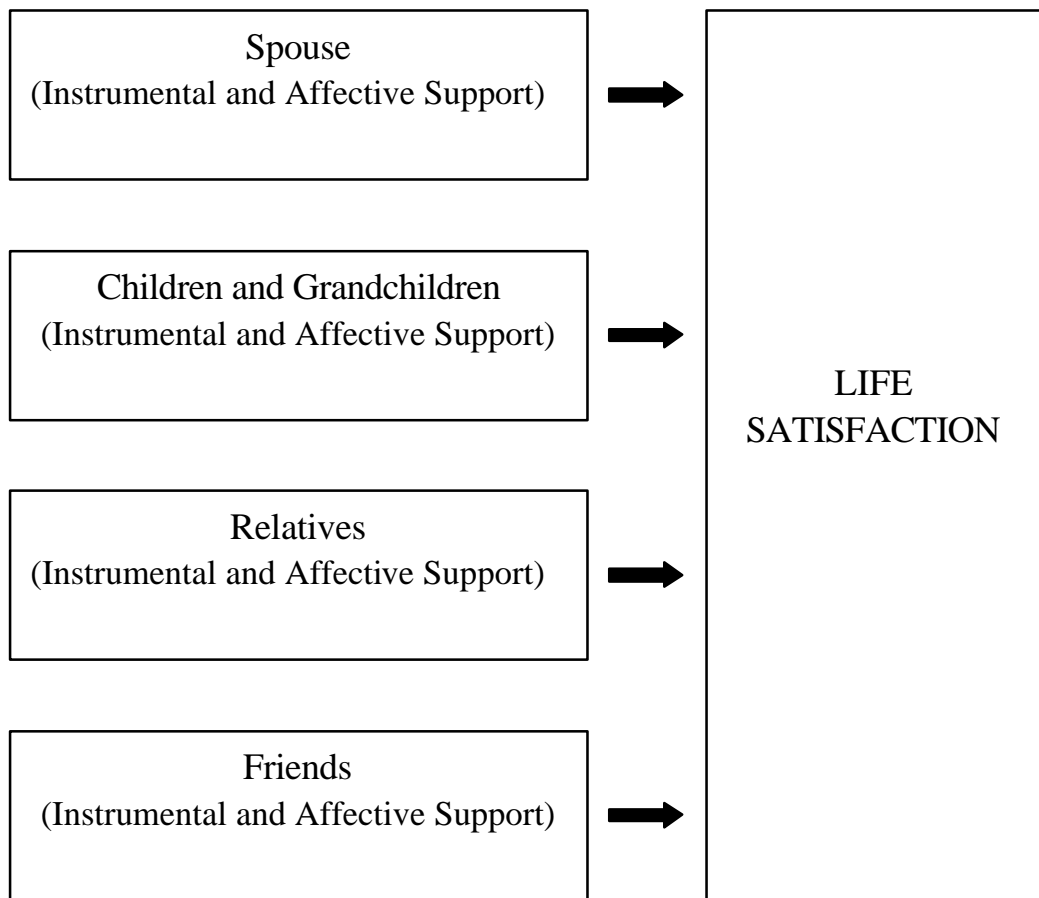 Spouse
(Instrumental and Affective Support)
Children and Grandchildren
(Instrumental and Affective Support)
Relatives
(Instrumental and Affective Support)
Friends
(Instrumental and Affective Support)
LIFE
SATISFACTION